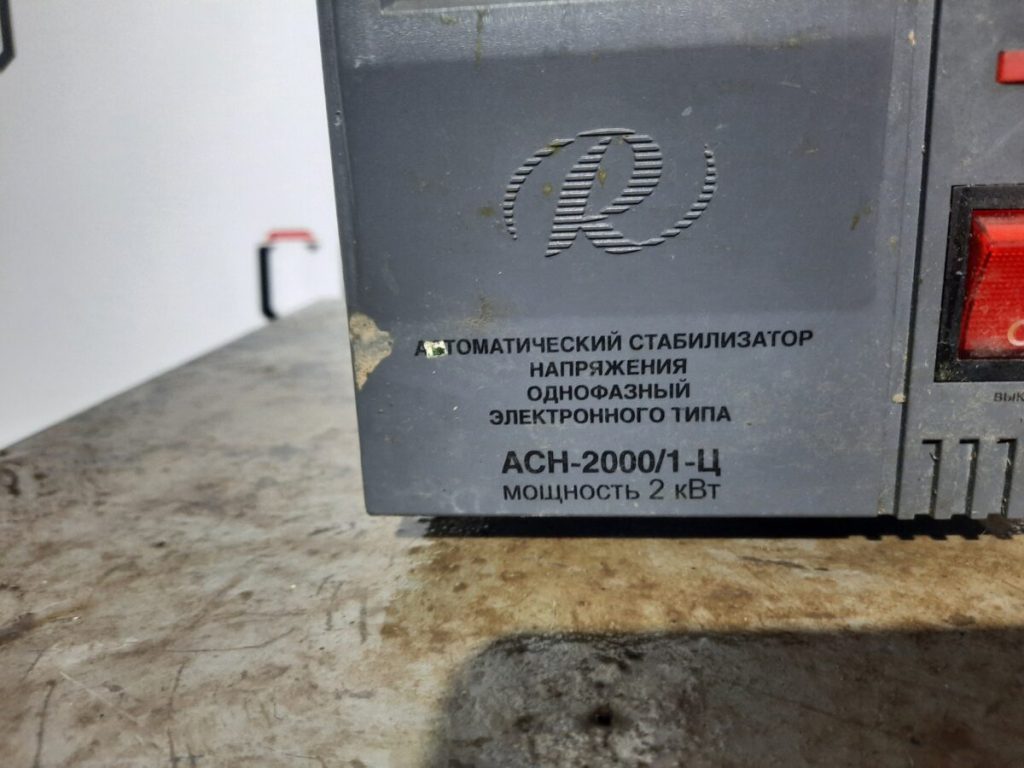 R
АВТОМАТИЧЕСКИЙ СТАБИЛИЗАТОР
НАПРЯЖЕНИЯ
ОДНОФАЗНЫЙ
ЭЛЕКТРОННОГО ТИПА
АСН-2000/1-Ц
МОЩНОСТЬ 2 кВт